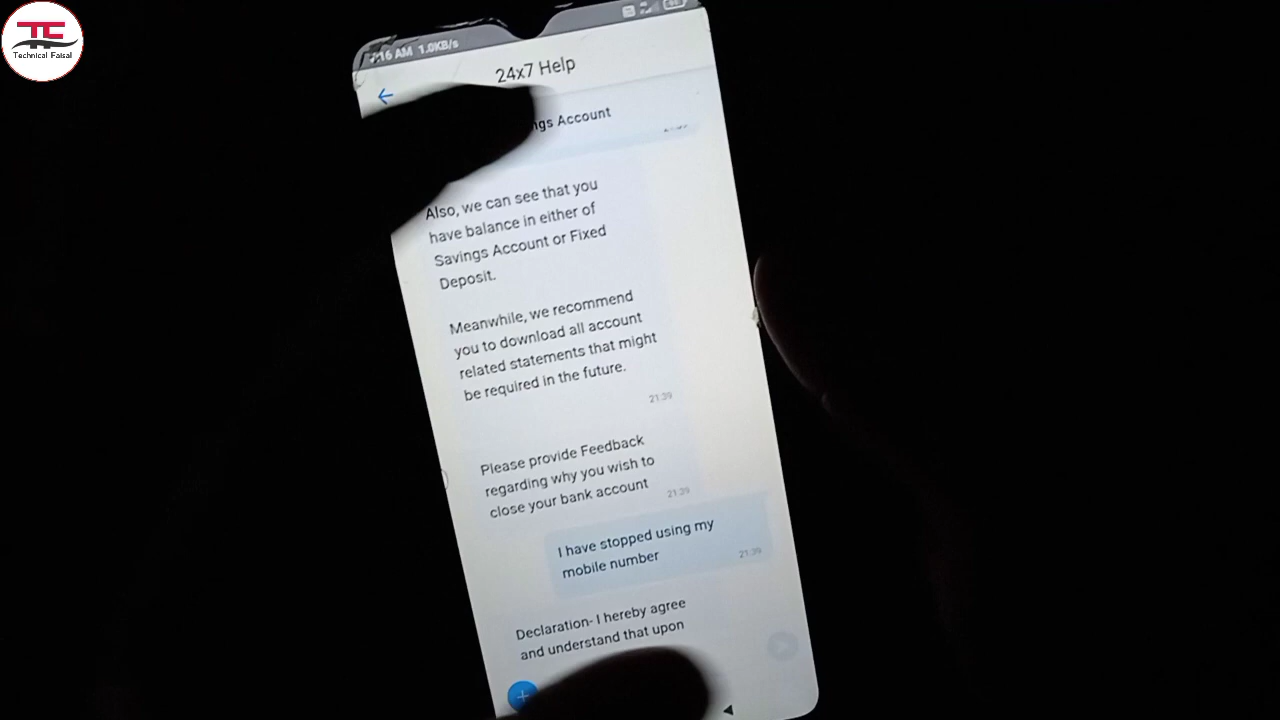 TC
Technical Faisal
16 AM 1.0KB/s
24x7 Help
Account
Also, we can see that you
have balance in either of
Savings Account or Fixed
Deposit.
Meanwhile, we recommend
you to download all account
related statements that might
be required in the future.
21:39
Please provide Feedback
regarding why you wish to
close your bank account
21:39
I have stopped using my
mobile number
21:39
Declaration- I hereby agree
and understand that upon